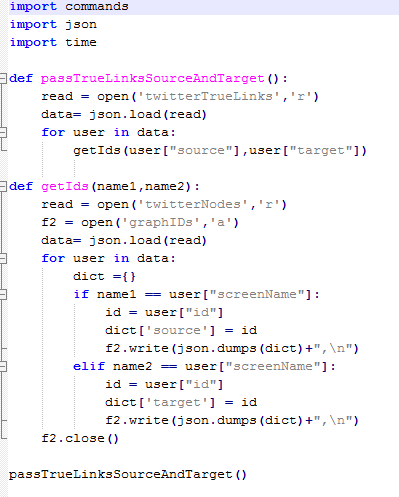 import commands
import json
import time
def passTrueLinksSourceAndTarget():
    read = open('twitterTrueLinks','r')
    data= json.load(read)
    for user in data:
        getIds(user["source"],user["target"])
def getIds(name1,name2):
    read = open('twitterNodes','r')
    f2 = open('graphIDs','a')
    data= json.load(read)
    for user in data:
        dict ={}
        if name1 == user["screenName"]:
            id = user["id"]
            dict['source'] = id
            f2.write(json.dumps(dict)+",\n")
        elif name2 == user["screenName"]:
            id = user["id"]
            dict['target'] = id
            f2.write(json.dumps(dict)+",\n")
    f2.close()
passTrueLinksSourceAndTarget()